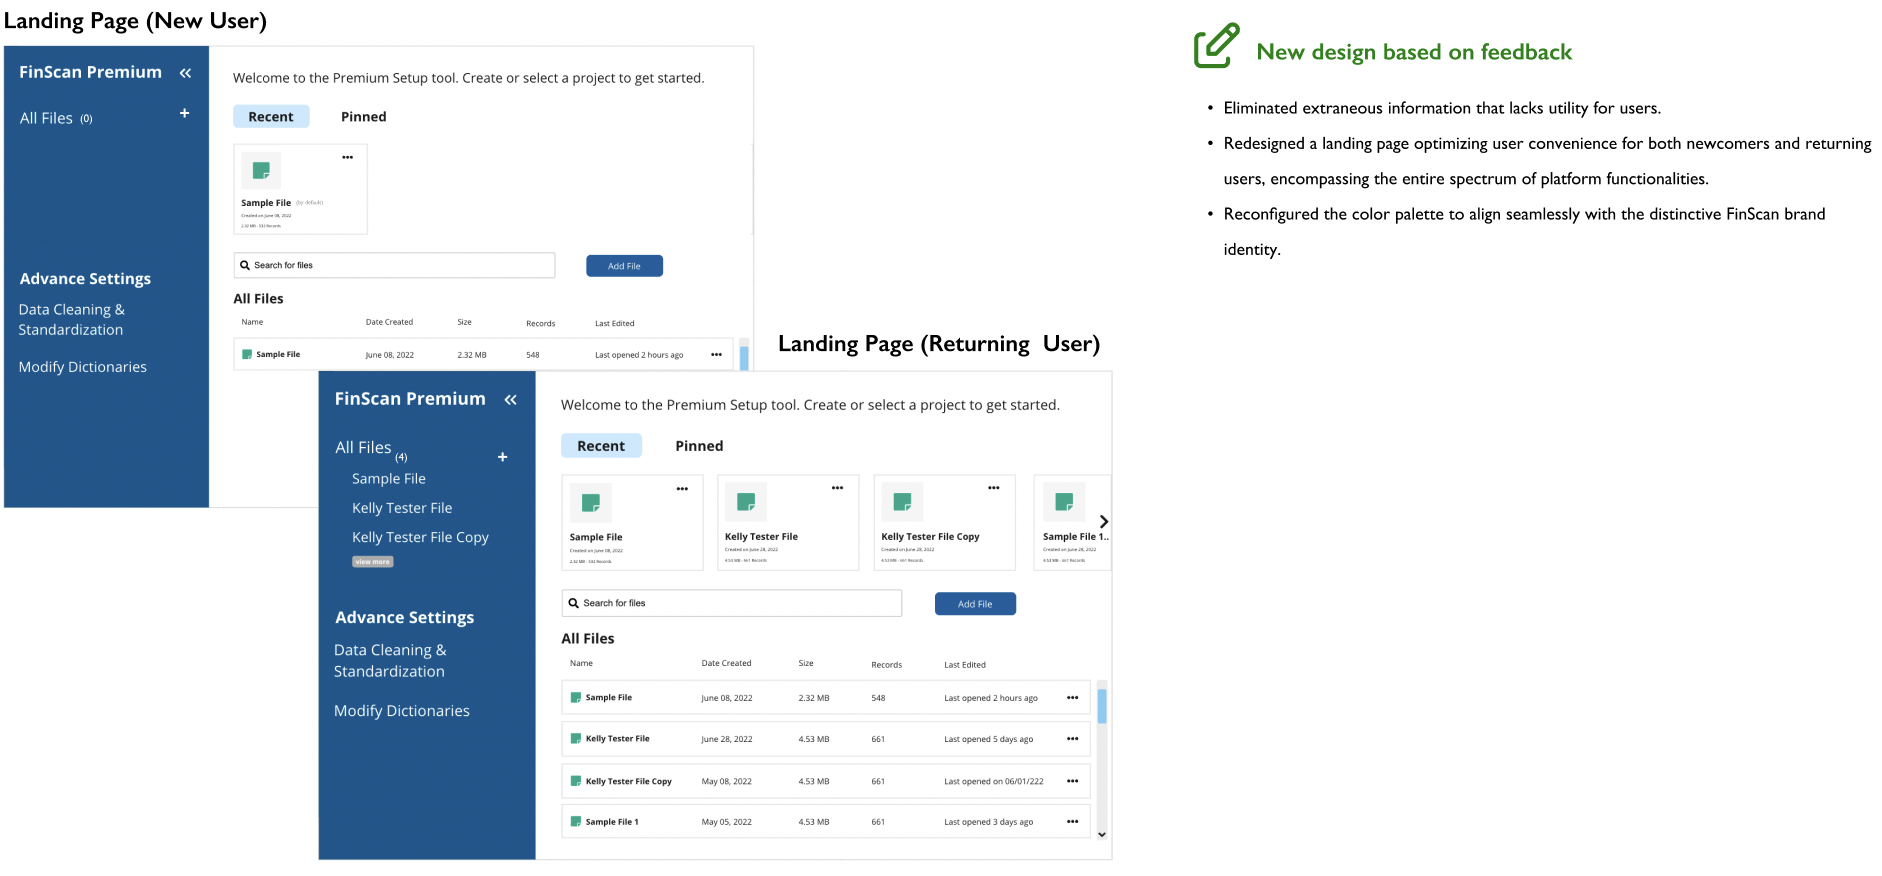 Landing Page (New User)
FinScan Premium «
All Files (0) +
Advance Settings
Data Cleaning &
Standardization
Modify Dictionaries
Welcome to the Premium Setup tool. Create or select a project to get started.
Recent Pinned
Sample File (by default)
Created on June 08, 2022
2.32 MB · 532 Records
Search for files Add File
All Files
Name Date Created Size Records Last Edited
Sample File June 08, 2022 2.32 MB 548 Last opened 2 hours ago
Landing Page (Returning User)
FinScan Premium «
All Files (4) +
Sample File
Kelly Tester File
Kelly Tester File Copy
view more
Advance Settings
Data Cleaning &
Standardization
Modify Dictionaries
Welcome to the Premium Setup tool. Create or select a project to get started.
Recent Pinned
Sample File Kelly Tester File Kelly Tester File Copy Sample File 1..
Created on June 08, 2022 Created on June 28, 2022 Created on June 28, 2022 Created on June 28, 2022
2.32 MB · 532 Records 4.53 MB · 661 Records 4.53 MB · 661 Records 4.53 MB · 661 Records
Search for files Add File
All Files
Name Date Created Size Records Last Edited
Sample File June 08, 2022 2.32 MB 548 Last opened 2 hours ago
Kelly Tester File June 28, 2022 4.53 MB 661 Last opened 5 days ago
Kelly Tester File Copy May 08, 2022 4.53 MB 661 Last opened on 06/01/222
Sample File 1 May 05, 2022 4.53 MB 661 Last opened 3 days ago
New design based on feedback
• Eliminated extraneous information that lacks utility for users.
• Redesigned a landing page optimizing user convenience for both newcomers and returning
users, encompassing the entire spectrum of platform functionalities.
• Reconfigured the color palette to align seamlessly with the distinctive FinScan brand
identity.